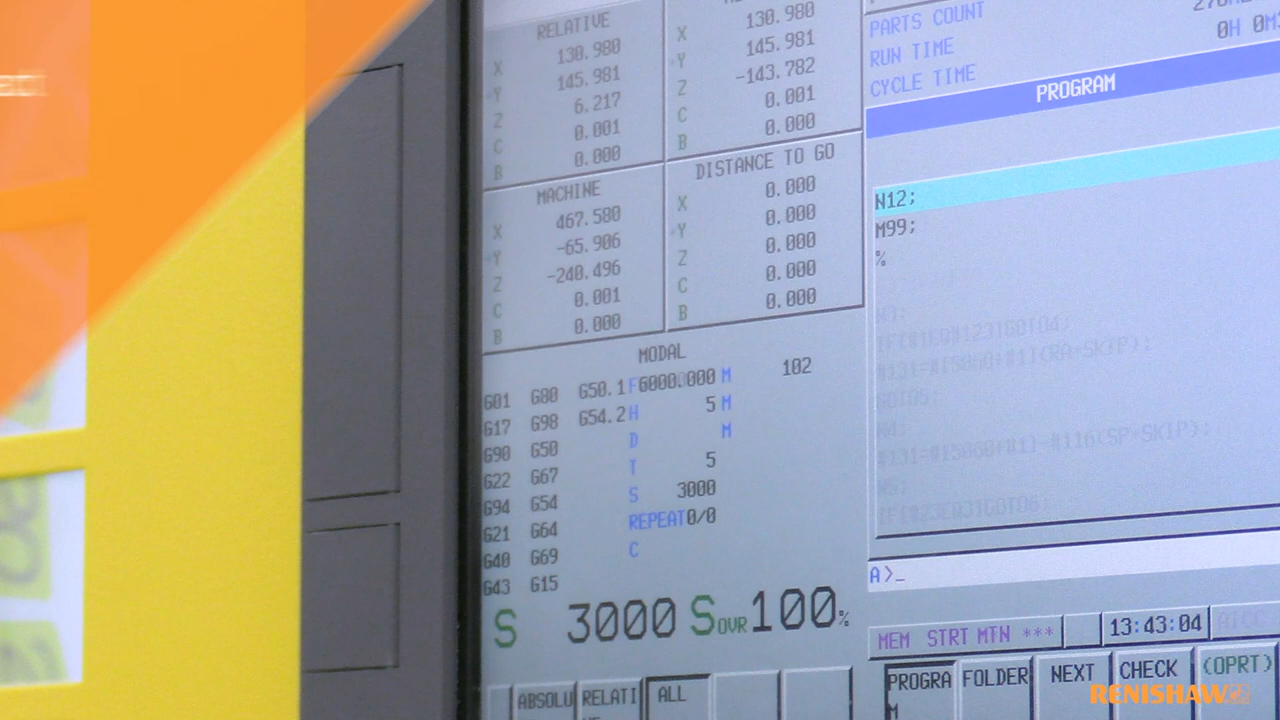 RELATIVE
X 130.980
Y 145.981
Z 6.217
C 0.001
B 0.000
X 130.980
Y 145.981
Z -143.782
C 0.001
B 0.000
MACHINE
X 467.580
Y -65.906
Z -240.496
C 0.001
B 0.000
DISTANCE TO GO
X 0.000
Y 0.000
Z 0.000
C 0.000
B 0.000
MODAL
G01 G80 G50.1 F 6000.000 M 102
G17 G98 G54.2 H 5 M
G90 G50 D M
G22 G67 T 5
G94 G54 S 3000
G21 G64 REPEAT 0/0
G40 G69 C
G43 G15
S 3000 SOVR 100%
ABSOLU RELATI ALL
PARTS COUNT
RUN TIME 0H 0M
CYCLE TIME
PROGRAM
N12;
M99;
%
A>_
MEM STRT MTN *** 13:43:04
PROGRA
M
FOLDER NEXT CHECK (OPRT)
RENISHAW